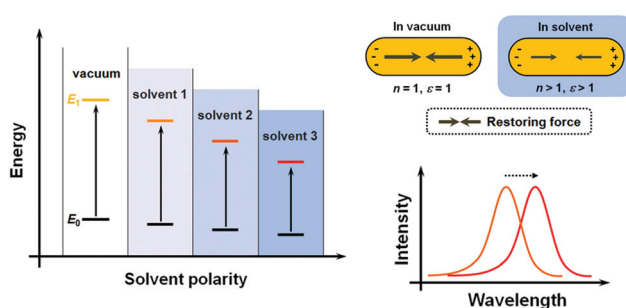 Energy
vacuum
E₁
E₀
solvent 1
solvent 2
solvent 3
Solvent polarity
In vacuum
- + 
- +
- +
n = 1, ε = 1
In solvent
- +
- +
- +
n > 1, ε > 1
Restoring force
Intensity
Wavelength